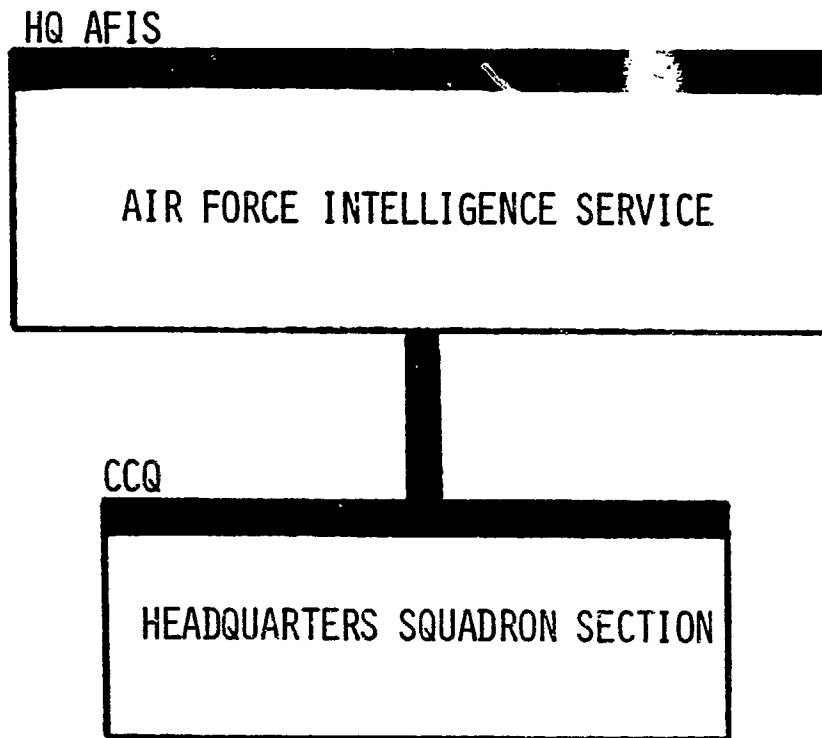 HQ AFIS
AIR FORCE INTELLIGENCE SERVICE
CCQ
HEADQUARTERS SQUADRON SECTION